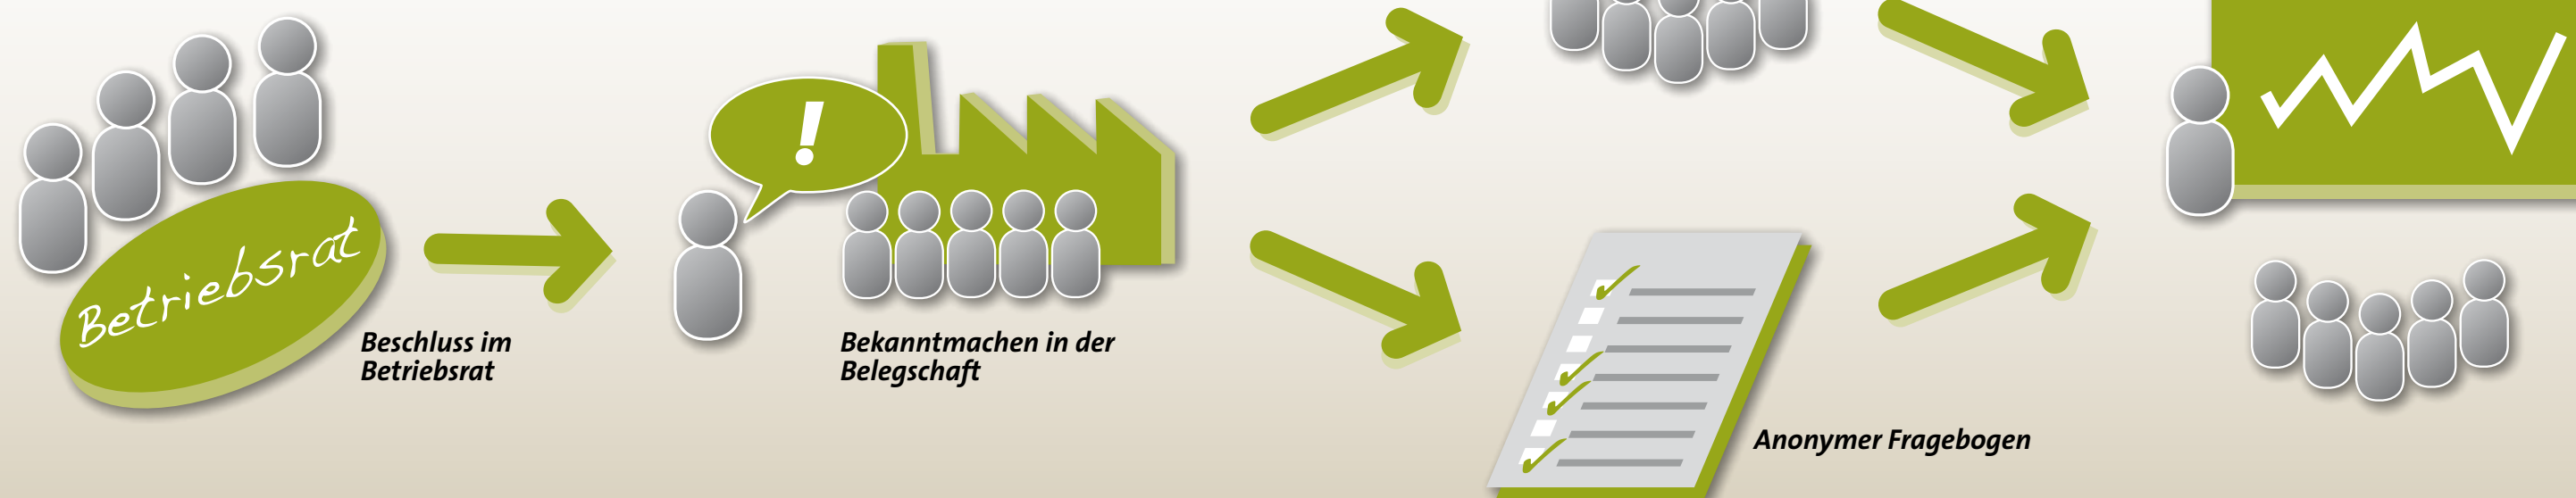 Betriebsrat
Beschluss im
Betriebsrat
!
Bekanntmachen in der
Belegschaft
Anonymer Fragebogen